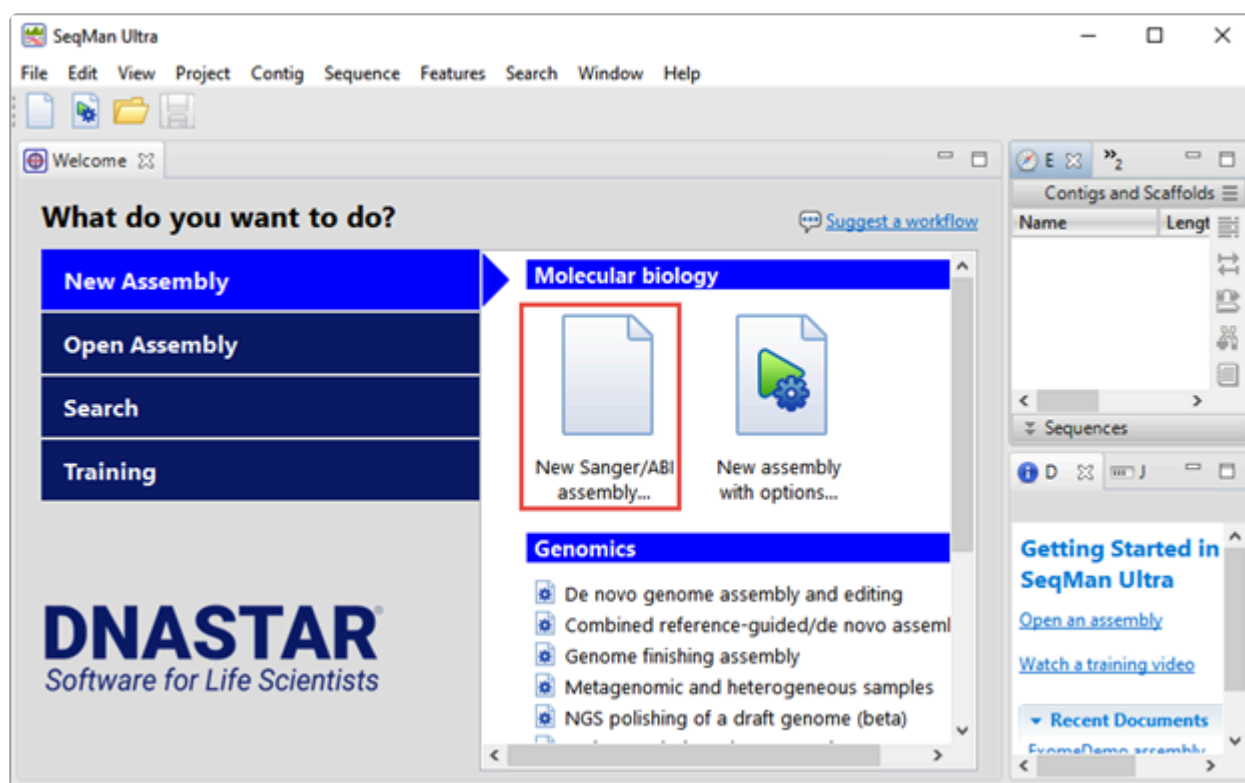 SeqMan Ultra
File Edit View Project Contig Sequence Features Search Window Help
Welcome
What do you want to do?
Suggest a workflow
New Assembly
Open Assembly
Search
Training
DNASTAR®
Software for Life Scientists
Molecular biology
New Sanger/ABI
assembly...
New assembly
with options...
Genomics
De novo genome assembly and editing
Combined reference-guided/de novo assembl
Genome finishing assembly
Metagenomic and heterogeneous samples
NGS polishing of a draft genome (beta)
E »2
Contigs and Scaffolds
Name Lengt
Sequences
D J
Getting Started in
SeqMan Ultra
Open an assembly
Watch a training video
Recent Documents
ExomeDemo assembly